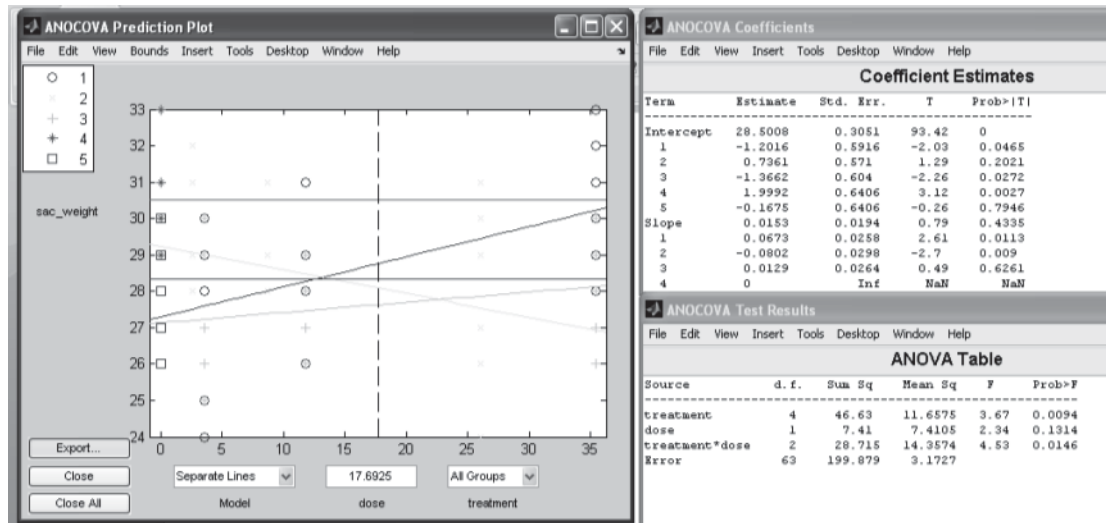 ANOCOVA Prediction Plot
File Edit View Bounds Insert Tools Desktop Window Help
1
2
3
4
5
sac_weight
33
32
31
30
29
28
27
26
25
24
0 5 10 15 20 25 30 35
Export...
Close
Close All
Separate Lines
17.6925
All Groups
Model
dose
treatment
ANOCOVA Coefficients
File Edit View Insert Tools Desktop Window Help
Coefficient Estimates
Term Estimate Std. Err. T Prob>|T|
Intercept 28.5008 0.3051 93.42 0
1 -1.2016 0.5916 -2.03 0.0465
2 0.7361 0.571 1.29 0.2021
3 -1.3662 0.604 -2.26 0.0272
4 1.9992 0.6406 3.12 0.0027
5 -0.1675 0.6406 -0.26 0.7946
Slope 0.0153 0.0194 0.79 0.4335
1 0.0673 0.0258 2.61 0.0113
2 -0.0802 0.0298 -2.7 0.009
3 0.0129 0.0264 0.49 0.6261
4 0 Inf NaN NaN
ANOCOVA Test Results
File Edit View Insert Tools Desktop Window Help
ANOVA Table
Source d.f. Sum Sq Mean Sq F Prob>F
treatment 4 46.63 11.6575 3.67 0.0094
dose 1 7.41 7.4105 2.34 0.1314
treatment*dose 2 28.715 14.3574 4.53 0.0146
Error 63 199.879 3.1727